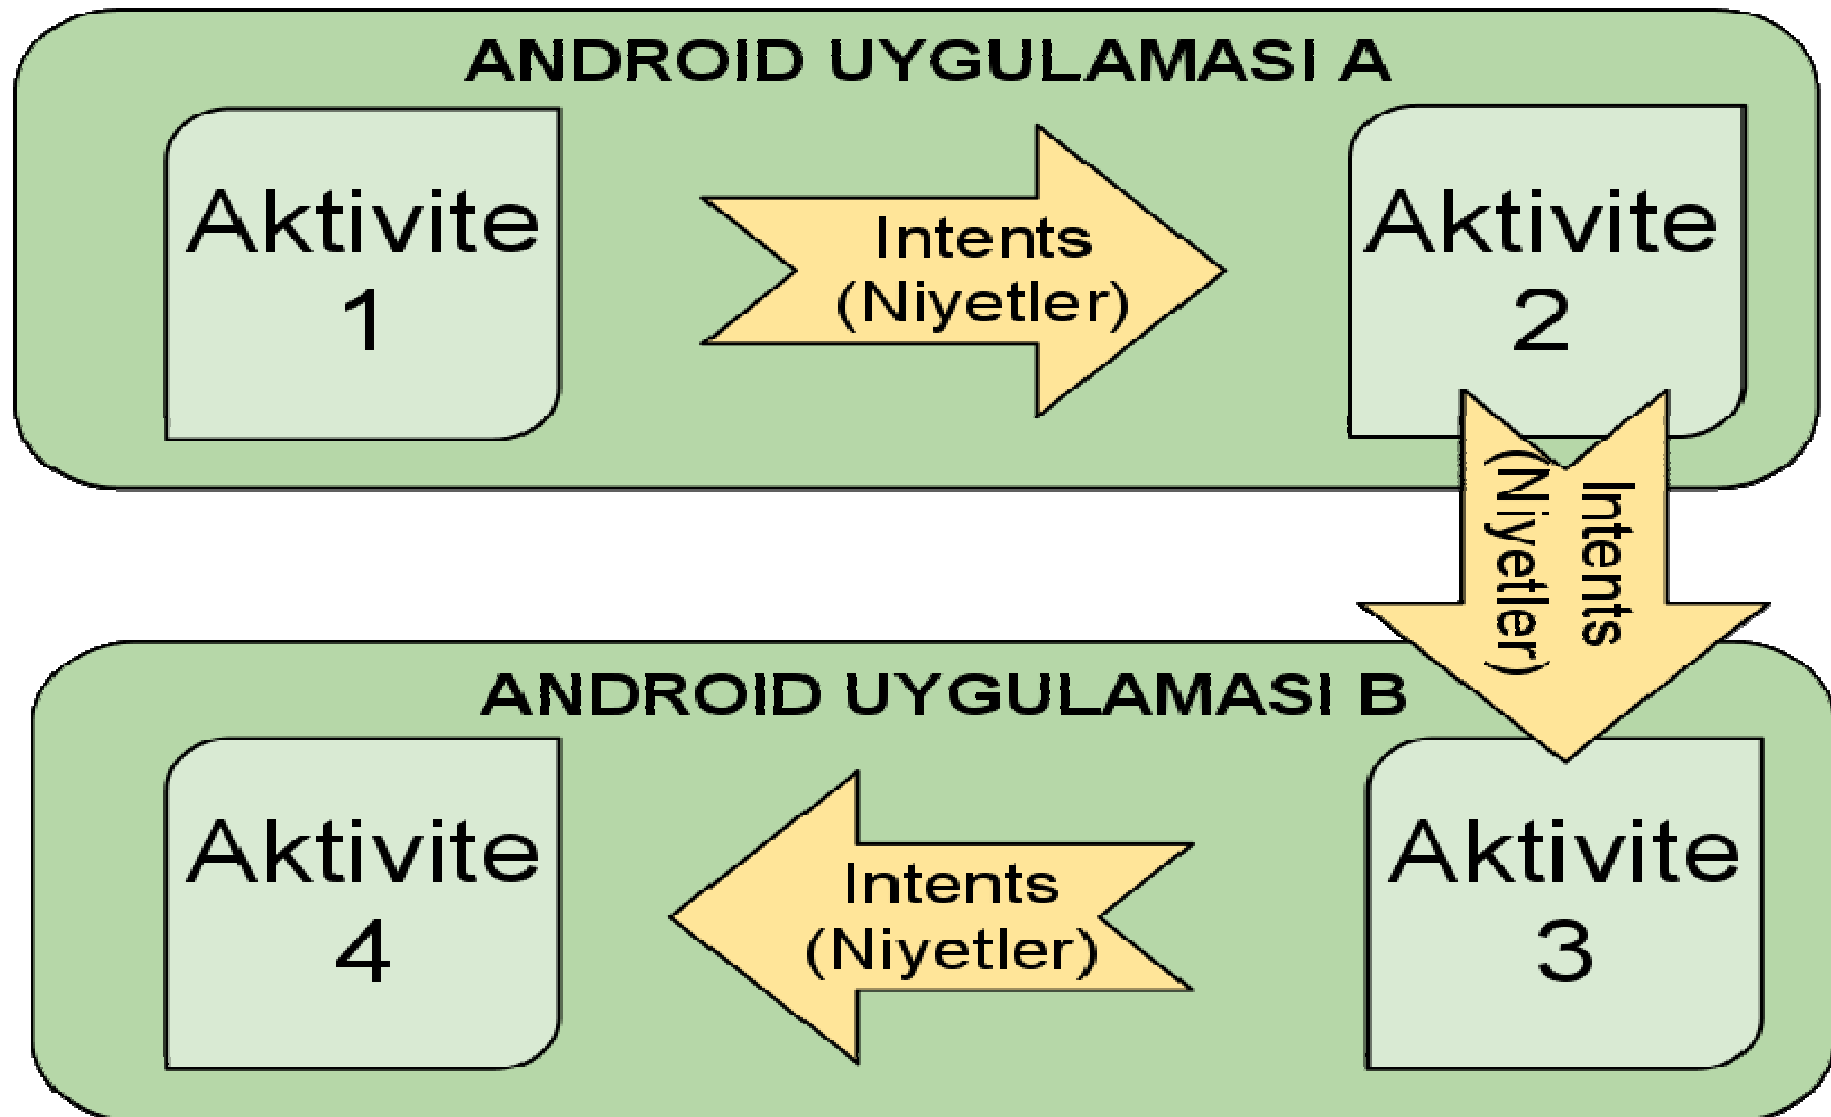 ANDROID UYGULAMASI A
Aktivite
1
Intents
(Niyetler)
Aktivite
2
Intents
(Niyetler)
ANDROID UYGULAMASI B
Aktivite
4
Intents
(Niyetler)
Aktivite
3